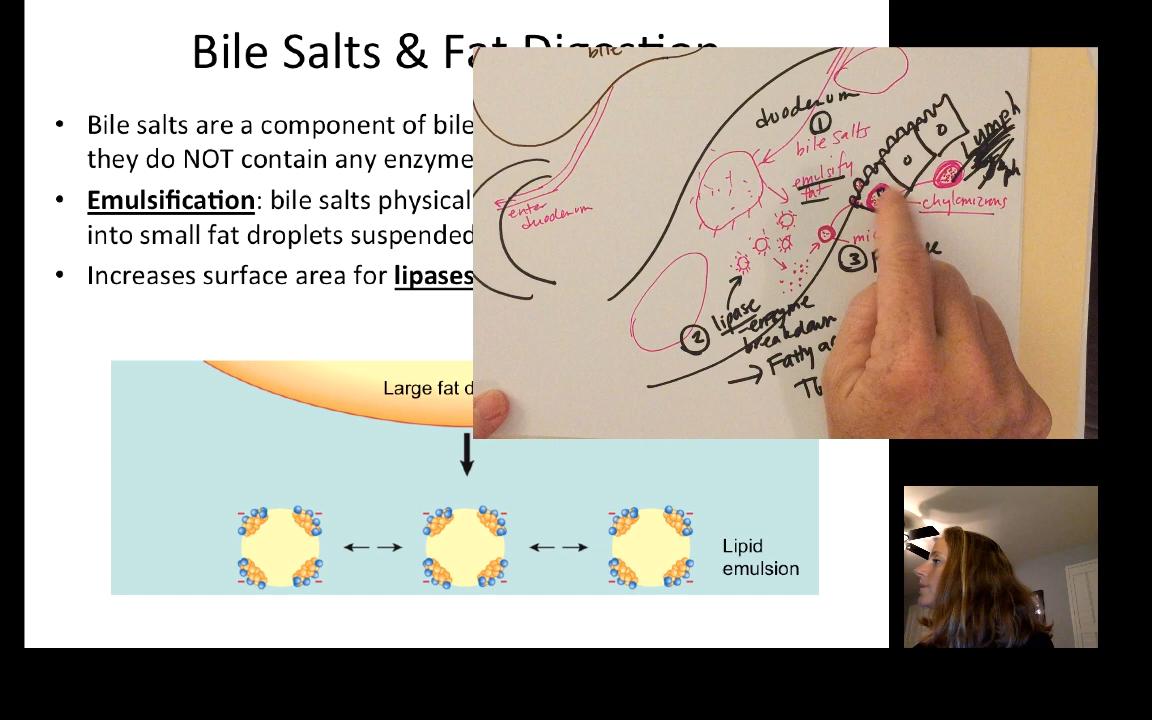 Bile Salts & Fat Digestion
Bile salts are a component of bile
they do NOT contain any enzyme
Emulsification: bile salts physical
into small fat droplets suspended
Increases surface area for lipases
Large fat d
Lipid
emulsion
bile
enter
duodenum
duodenum
1
bile salts
emulsify
fat
Lymph
chylomicrons
mic
3
2
lipase
-enzyme
breakdown
→ Fatty ac